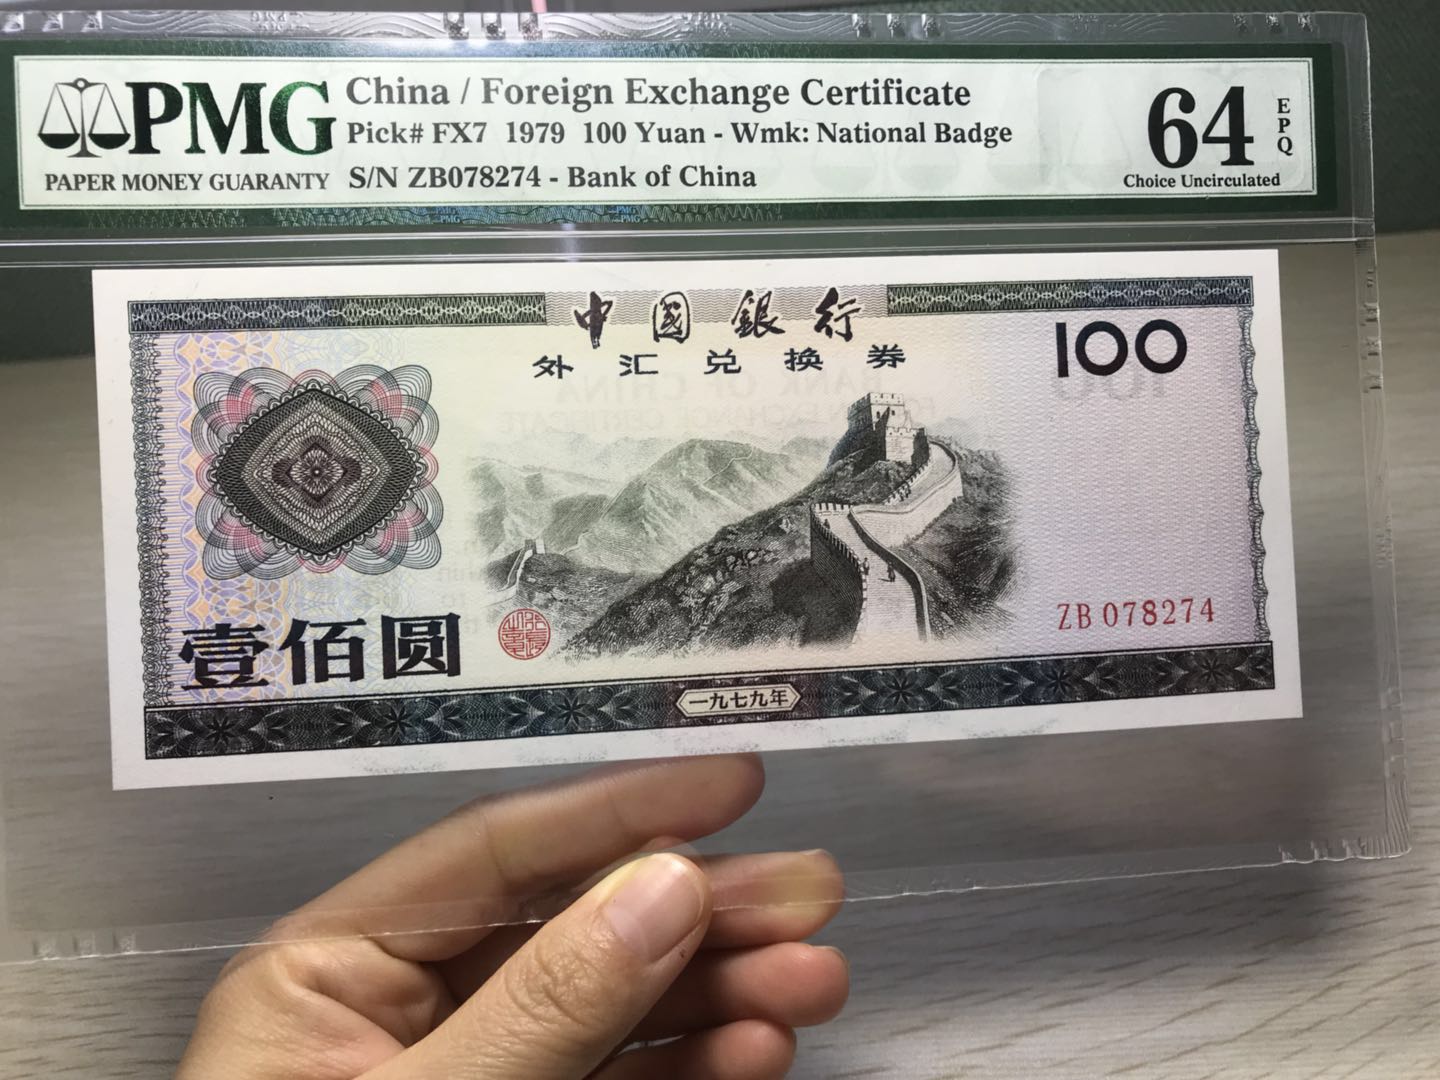 PMG
PAPER MONEY GUARANTY
China / Foreign Exchange Certificate
Pick# FX7 1979 100 Yuan - Wmk: National Badge
S/N ZB078274 - Bank of China
64
EPQ
Choice Uncirculated
中國銀行
外汇兑换券
100
ZB 078274
壹佰圆
一九七九年